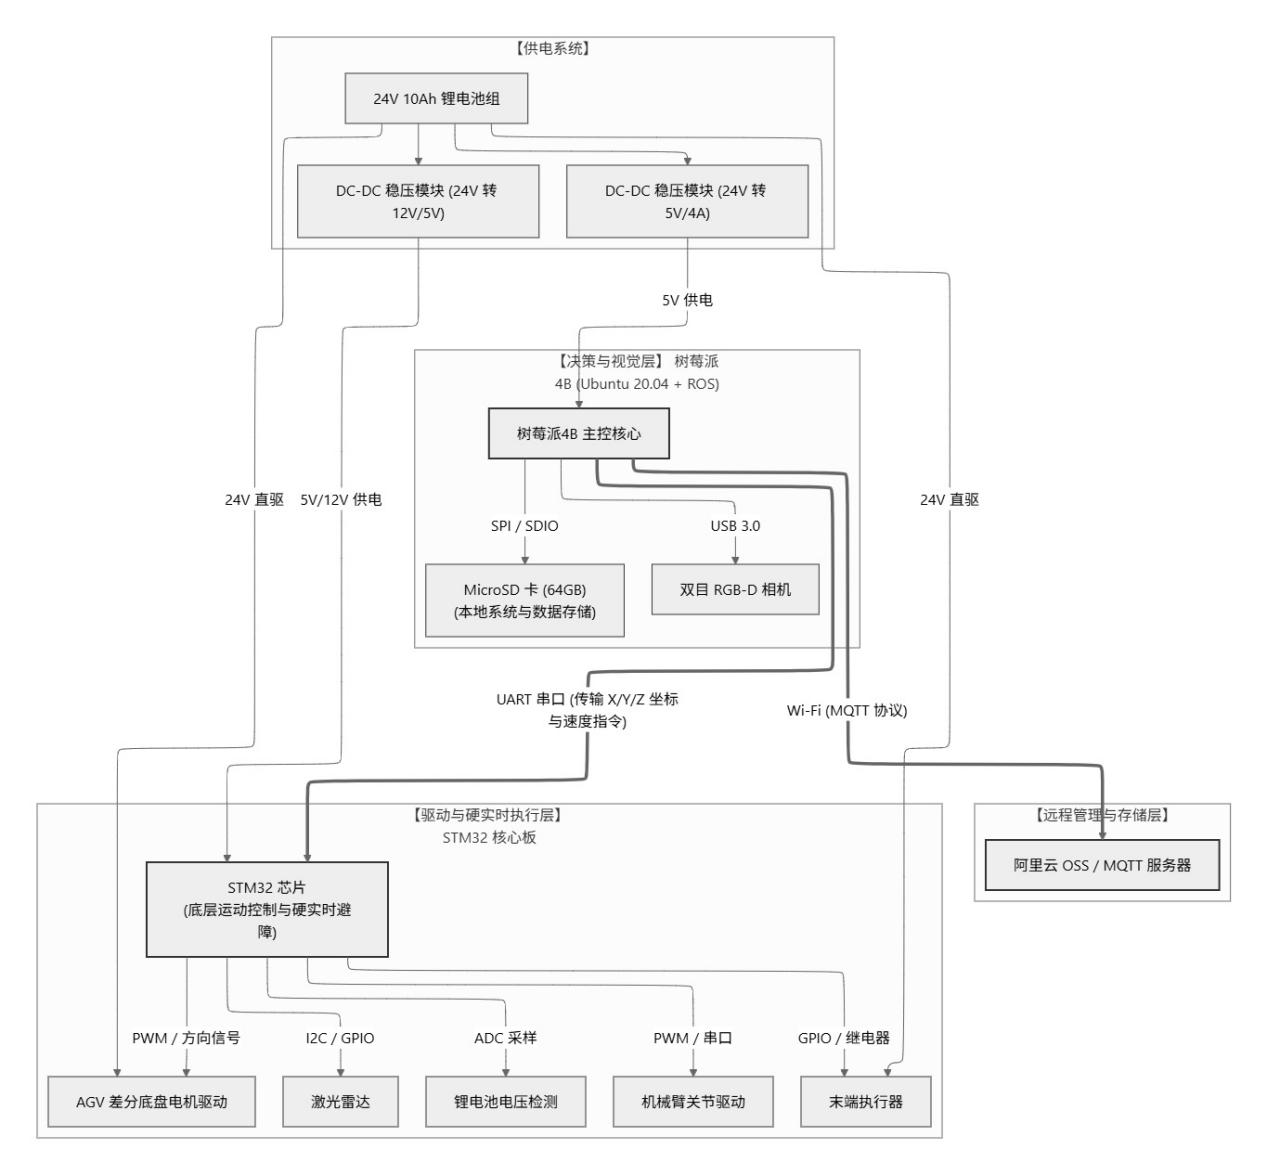 【供电系统】
24V 10Ah 锂电池组
DC-DC 稳压模块 (24V 转
12V/5V)
DC-DC 稳压模块 (24V 转
5V/4A)
5V 供电
【决策与视觉层】 树莓派
4B (Ubuntu 20.04 + ROS)
树莓派4B 主控核心
24V 直驱
5V/12V 供电
24V 直驱
SPI / SDIO
USB 3.0
MicroSD 卡 (64GB)
(本地系统与数据存储)
双目 RGB-D 相机
UART 串口 (传输 X/Y/Z 坐标
与速度指令)
Wi-Fi (MQTT 协议)
【驱动与硬实时执行层】
STM32 核心板
【远程管理与存储层】
阿里云 OSS / MQTT 服务器
STM32 芯片
(底层运动控制与硬实时避
障)
PWM / 方向信号
I2C / GPIO
ADC 采样
PWM / 串口
GPIO / 继电器
AGV 差分底盘电机驱动
激光雷达
锂电池电压检测
机械臂关节驱动
末端执行器